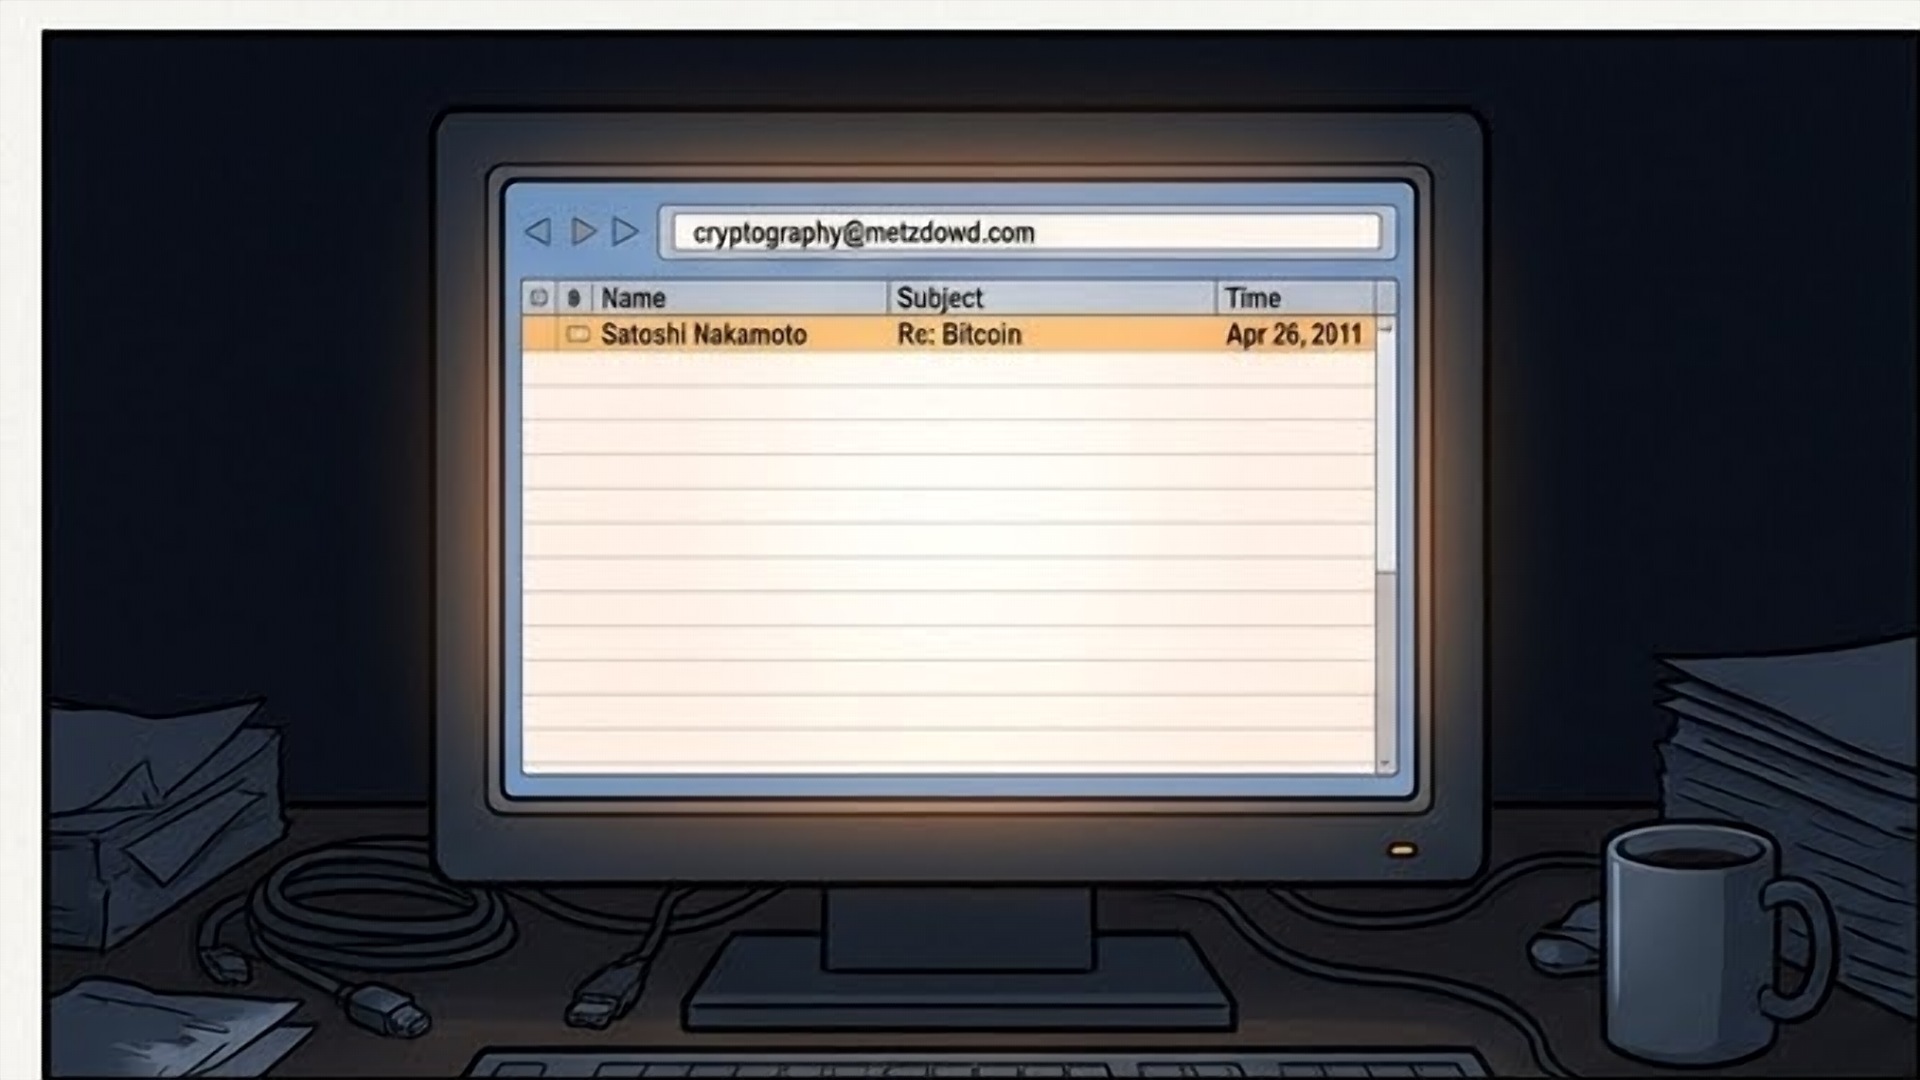 cryptography@metzdowd.com
Name Subject Time
Satoshi Nakamoto Re: Bitcoin Apr 26, 2011